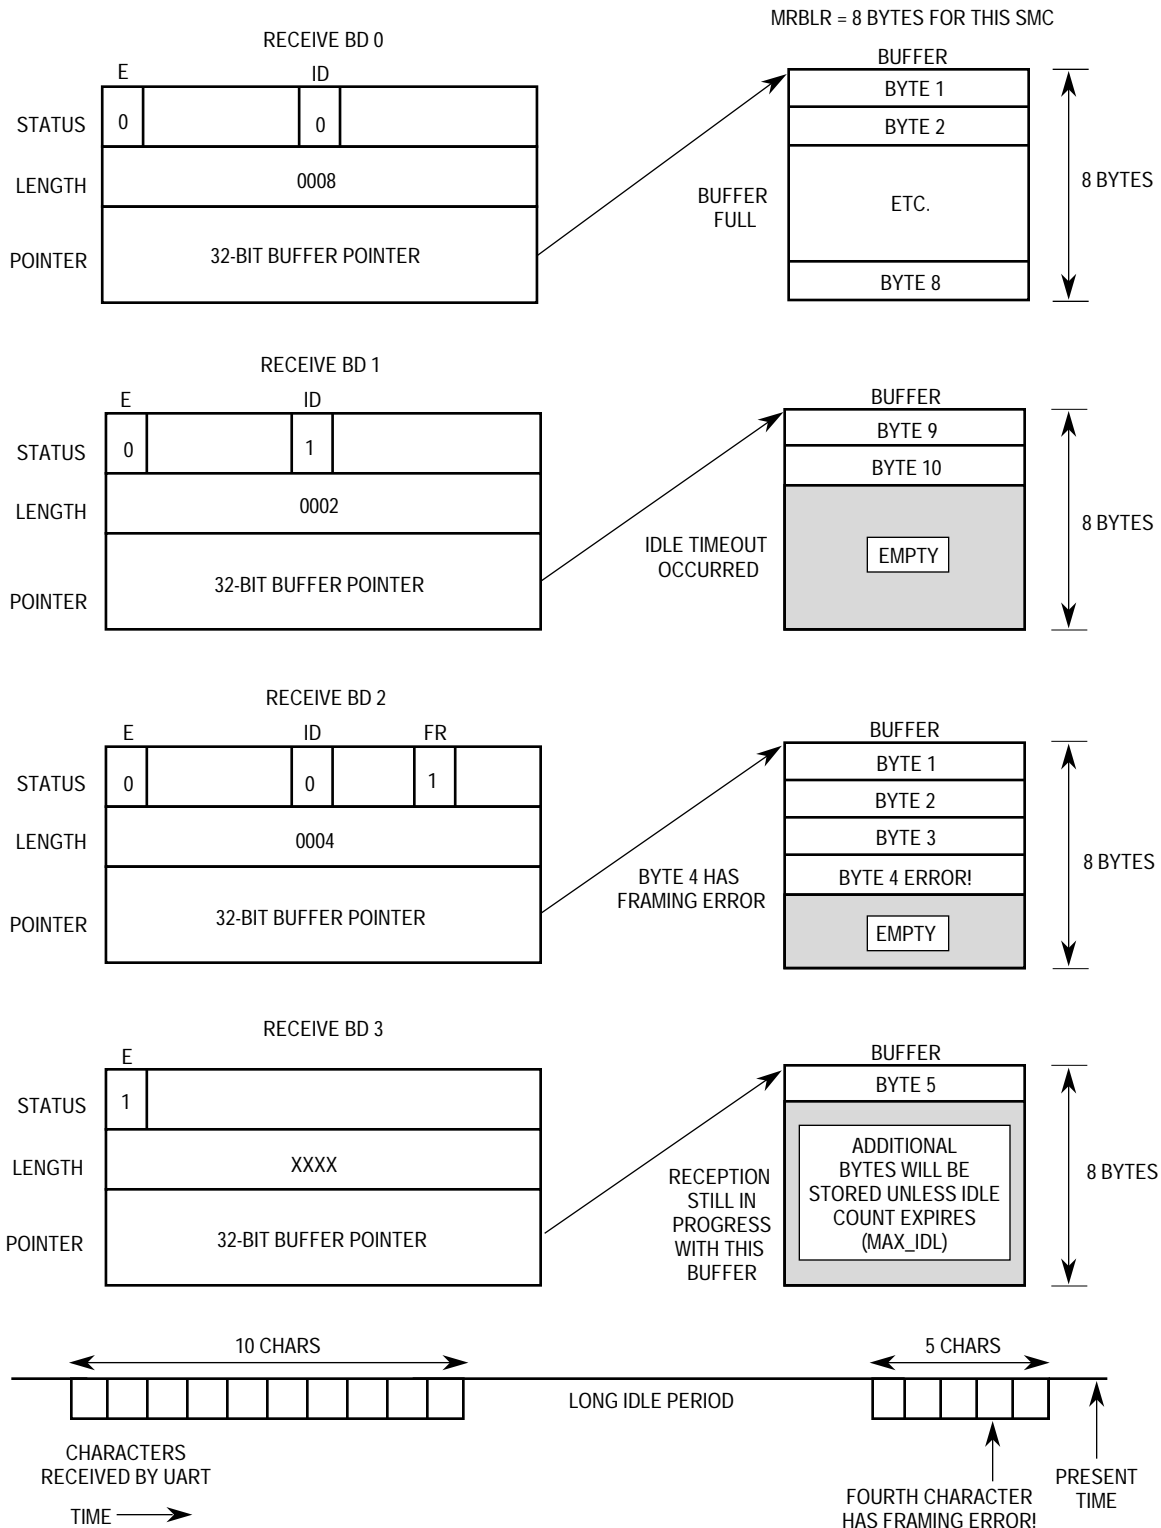 MRBLR = 8 BYTES FOR THIS SMC
RECEIVE BD 0
E ID
STATUS 0 0
LENGTH 0008
POINTER 32-BIT BUFFER POINTER
BUFFER
FULL
BUFFER
BYTE 1
BYTE 2
ETC.
BYTE 8
8 BYTES
RECEIVE BD 1
E ID
STATUS 0 1
LENGTH 0002
POINTER 32-BIT BUFFER POINTER
IDLE TIMEOUT
OCCURRED
BUFFER
BYTE 9
BYTE 10
EMPTY
8 BYTES
RECEIVE BD 2
E ID FR
STATUS 0 0 1
LENGTH 0004
POINTER 32-BIT BUFFER POINTER
BYTE 4 HAS
FRAMING ERROR
BUFFER
BYTE 1
BYTE 2
BYTE 3
BYTE 4 ERROR!
EMPTY
8 BYTES
RECEIVE BD 3
E
STATUS 1
LENGTH XXXX
POINTER 32-BIT BUFFER POINTER
RECEPTION
STILL IN
PROGRESS
WITH THIS
BUFFER
BUFFER
BYTE 5
ADDITIONAL
BYTES WILL BE
STORED UNLESS IDLE
COUNT EXPIRES
(MAX_IDL)
8 BYTES
10 CHARS
LONG IDLE PERIOD
5 CHARS
CHARACTERS
RECEIVED BY UART
TIME
FOURTH CHARACTER
HAS FRAMING ERROR!
PRESENT
TIME